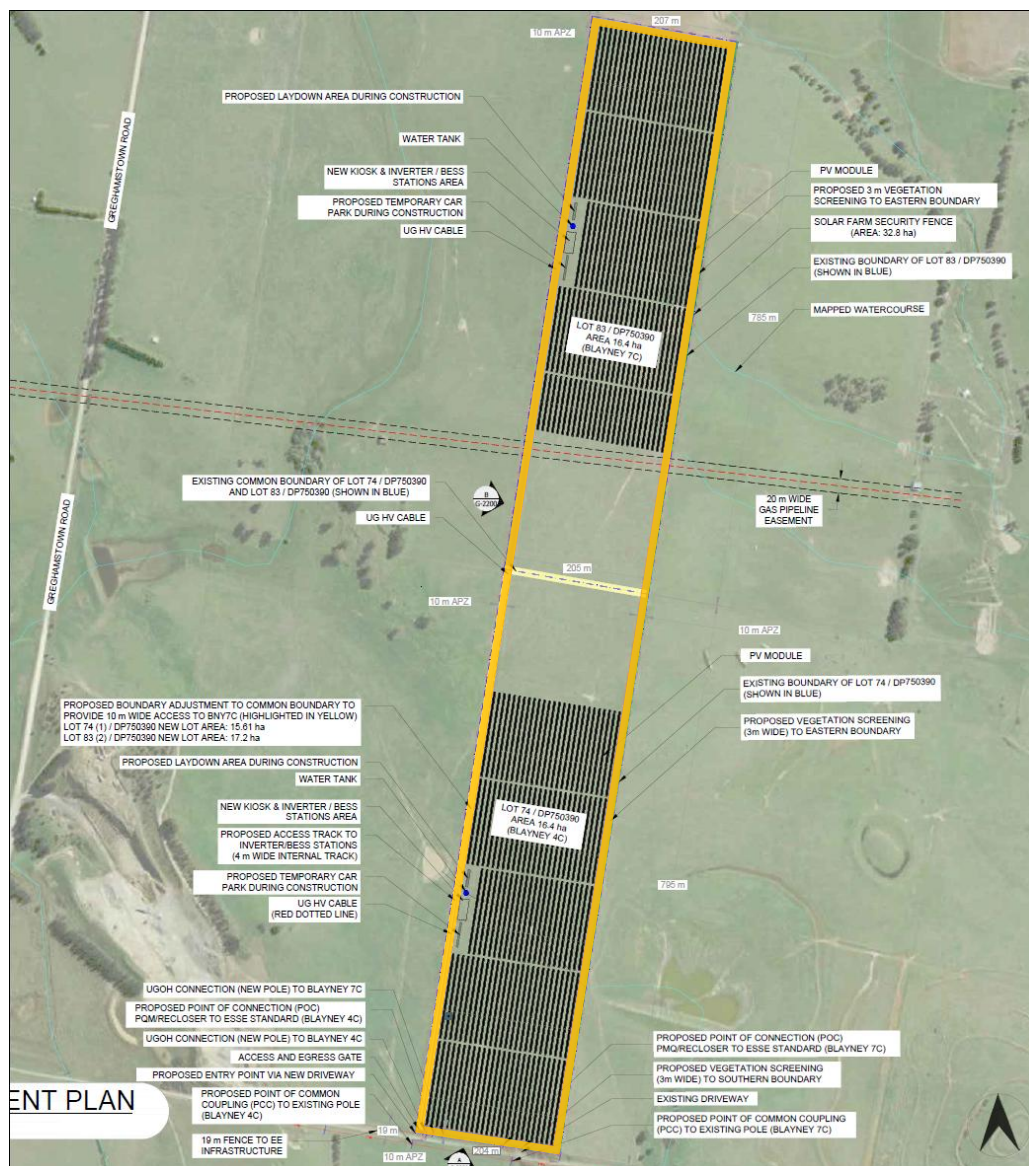 207 m
10 m APZ
PROPOSED LAYDOWN AREA DURING CONSTRUCTION
WATER TANK
NEW KIOSK & INVERTER / BESS
STATIONS AREA
PROPOSED TEMPORARY CAR
PARK DURING CONSTRUCTION
UG HV CABLE
GREGHAMSTOWN ROAD
PV MODULE
PROPOSED 3 m VEGETATION
SCREENING TO EASTERN BOUNDARY
SOLAR FARM SECURITY FENCE
(AREA: 32.8 ha)
EXISTING BOUNDARY OF LOT 83 / DP750390
(SHOWN IN BLUE)
MAPPED WATERCOURSE
785 m
LOT 83 / DP750390
AREA 16.4 ha
(BLAYNEY 7C)
EXISTING COMMON BOUNDARY OF LOT 74 / DP750390
AND LOT 83 / DP750390 (SHOWN IN BLUE)
B
G-2200
UG HV CABLE
20 m WIDE
GAS PIPELINE
EASEMENT
GREGHAMSTOWN ROAD
205 m
10 m APZ
10 m APZ
PV MODULE
EXISTING BOUNDARY OF LOT 74 / DP750390
(SHOWN IN BLUE)
PROPOSED VEGETATION SCREENING
(3m WIDE) TO EASTERN BOUNDARY
PROPOSED BOUNDARY ADJUSTMENT TO COMMON BOUNDARY TO
PROVIDE 10 m WIDE ACCESS TO BNY7C (HIGHLIGHTED IN YELLOW)
LOT 74 (1) / DP750390 NEW LOT AREA: 15.61 ha
LOT 83 (2) / DP750390 NEW LOT AREA: 17.2 ha
PROPOSED LAYDOWN AREA DURING CONSTRUCTION
WATER TANK
NEW KIOSK & INVERTER / BESS
STATIONS AREA
PROPOSED ACCESS TRACK TO
INVERTER/BESS STATIONS
(4 m WIDE INTERNAL TRACK)
PROPOSED TEMPORARY CAR
PARK DURING CONSTRUCTION
UG HV CABLE
(RED DOTTED LINE)
LOT 74 / DP750390
AREA 16.4 ha
(BLAYNEY 4C)
795 m
UGOH CONNECTION (NEW POLE) TO BLAYNEY 7C
PROPOSED POINT OF CONNECTION (POC)
PQM/RECLOSER TO ESSE STANDARD (BLAYNEY 4C)
UGOH CONNECTION (NEW POLE) TO BLAYNEY 4C
ACCESS AND EGRESS GATE
PROPOSED ENTRY POINT VIA NEW DRIVEWAY
PROPOSED POINT OF COMMON
COUPLING (PCC) TO EXISTING POLE
(BLAYNEY 4C)
19 m FENCE TO EE
INFRASTRUCTURE
ENT PLAN
19 m
10 m APZ
204 m
A
PROPOSED POINT OF CONNECTION (POC)
PMQ/RECLOSER TO ESSE STANDARD (BLAYNEY 7C)
PROPOSED VEGETATION SCREENING
(3m WIDE) TO SOUTHERN BOUNDARY
EXISTING DRIVEWAY
PROPOSED POINT OF COMMON COUPLING
(PCC) TO EXISTING POLE (BLAYNEY 7C)